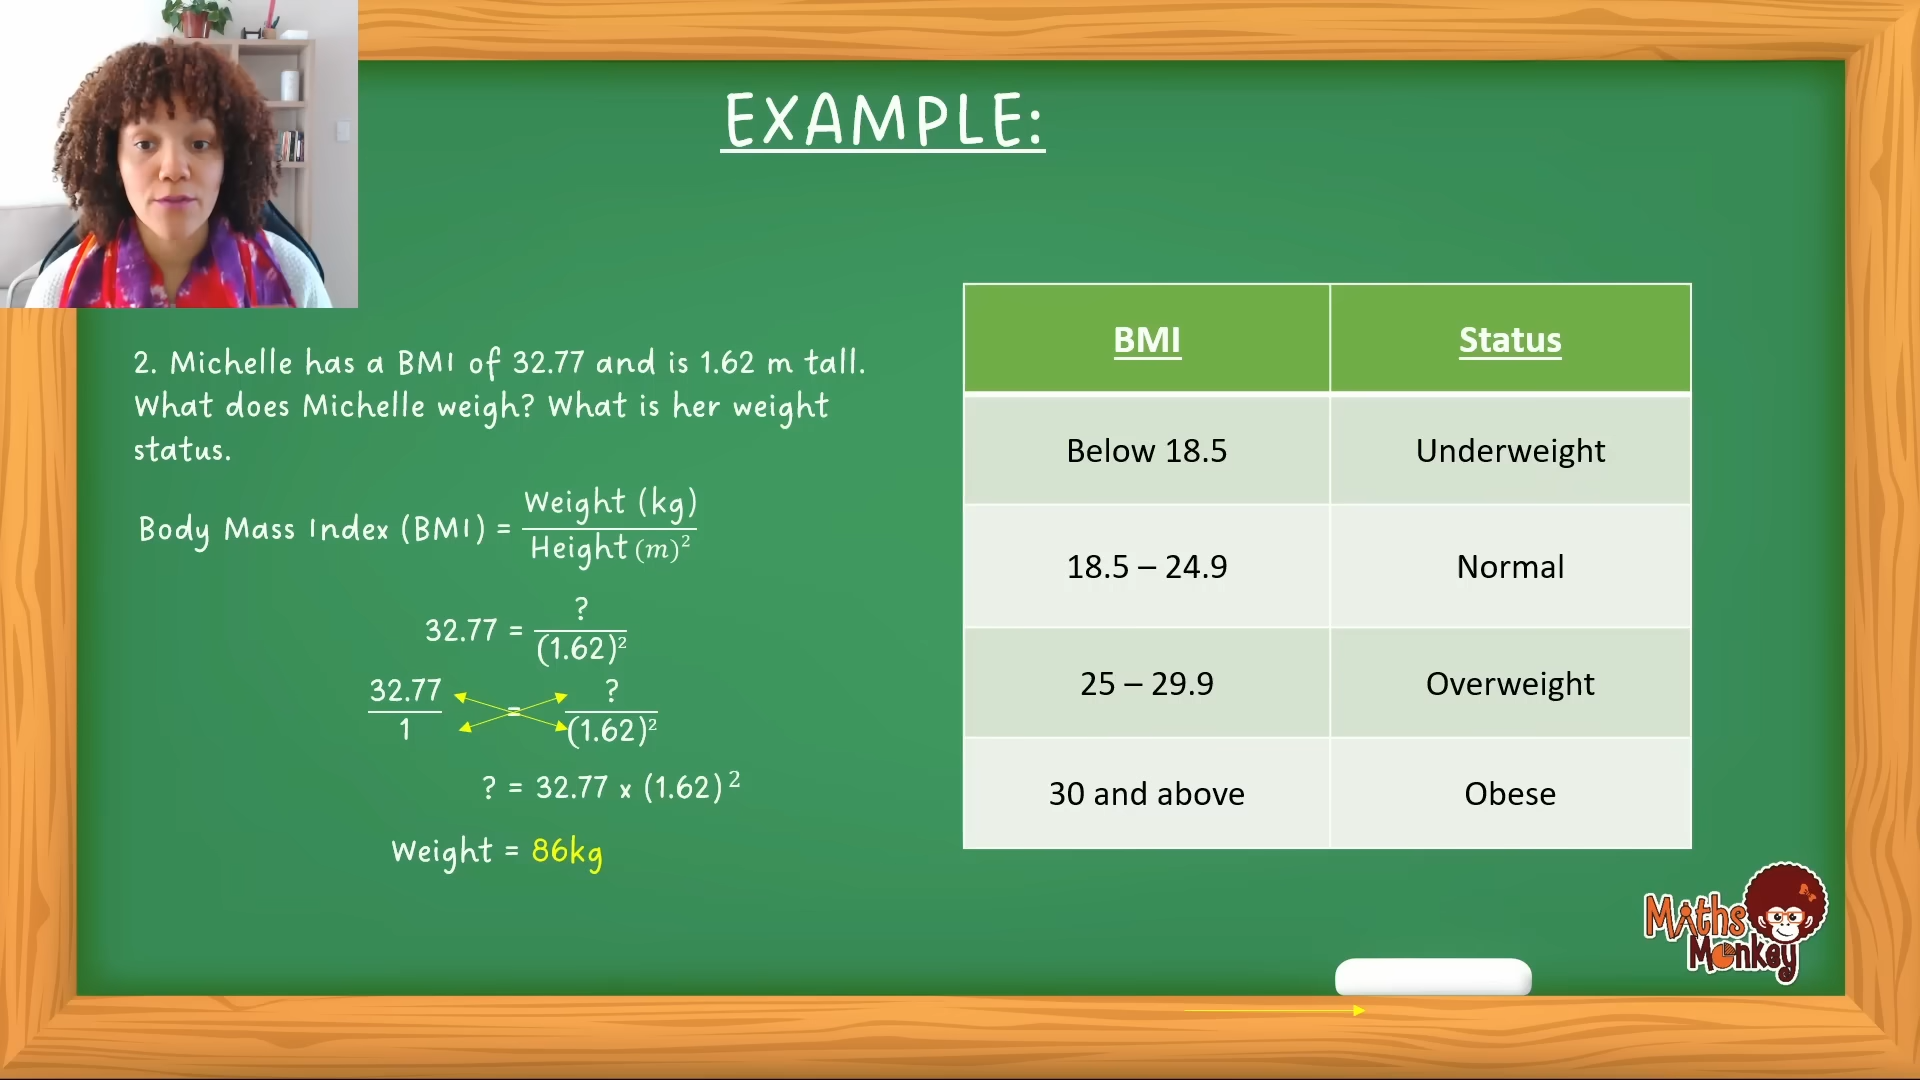 EXAMPLE:
2. Michelle has a BMI of 32.77 and is 1.62 m tall.
What does Michelle weigh? What is her weight
status.
Body Mass Index (BMI) = Weight (kg) / Height (m)²
32.77 = ? / (1.62)²
32.77 / 1 = ? / (1.62)²
? = 32.77 x (1.62)²
Weight = 86kg
BMI Status
Below 18.5 Underweight
18.5 – 24.9 Normal
25 – 29.9 Overweight
30 and above Obese
Maths
Monkey